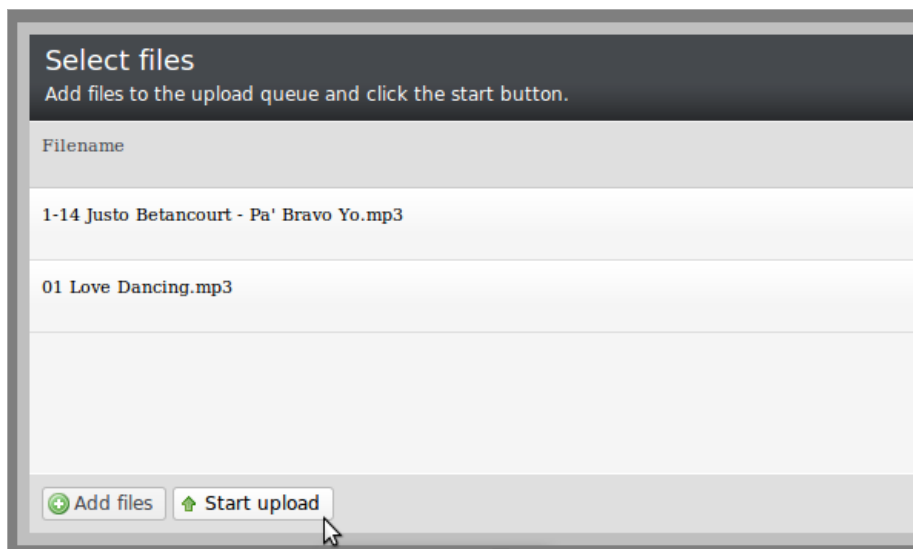 Select files
Add files to the upload queue and click the start button.
Filename
1-14 Justo Betancourt - Pa' Bravo Yo.mp3
01 Love Dancing.mp3
Add files Start upload